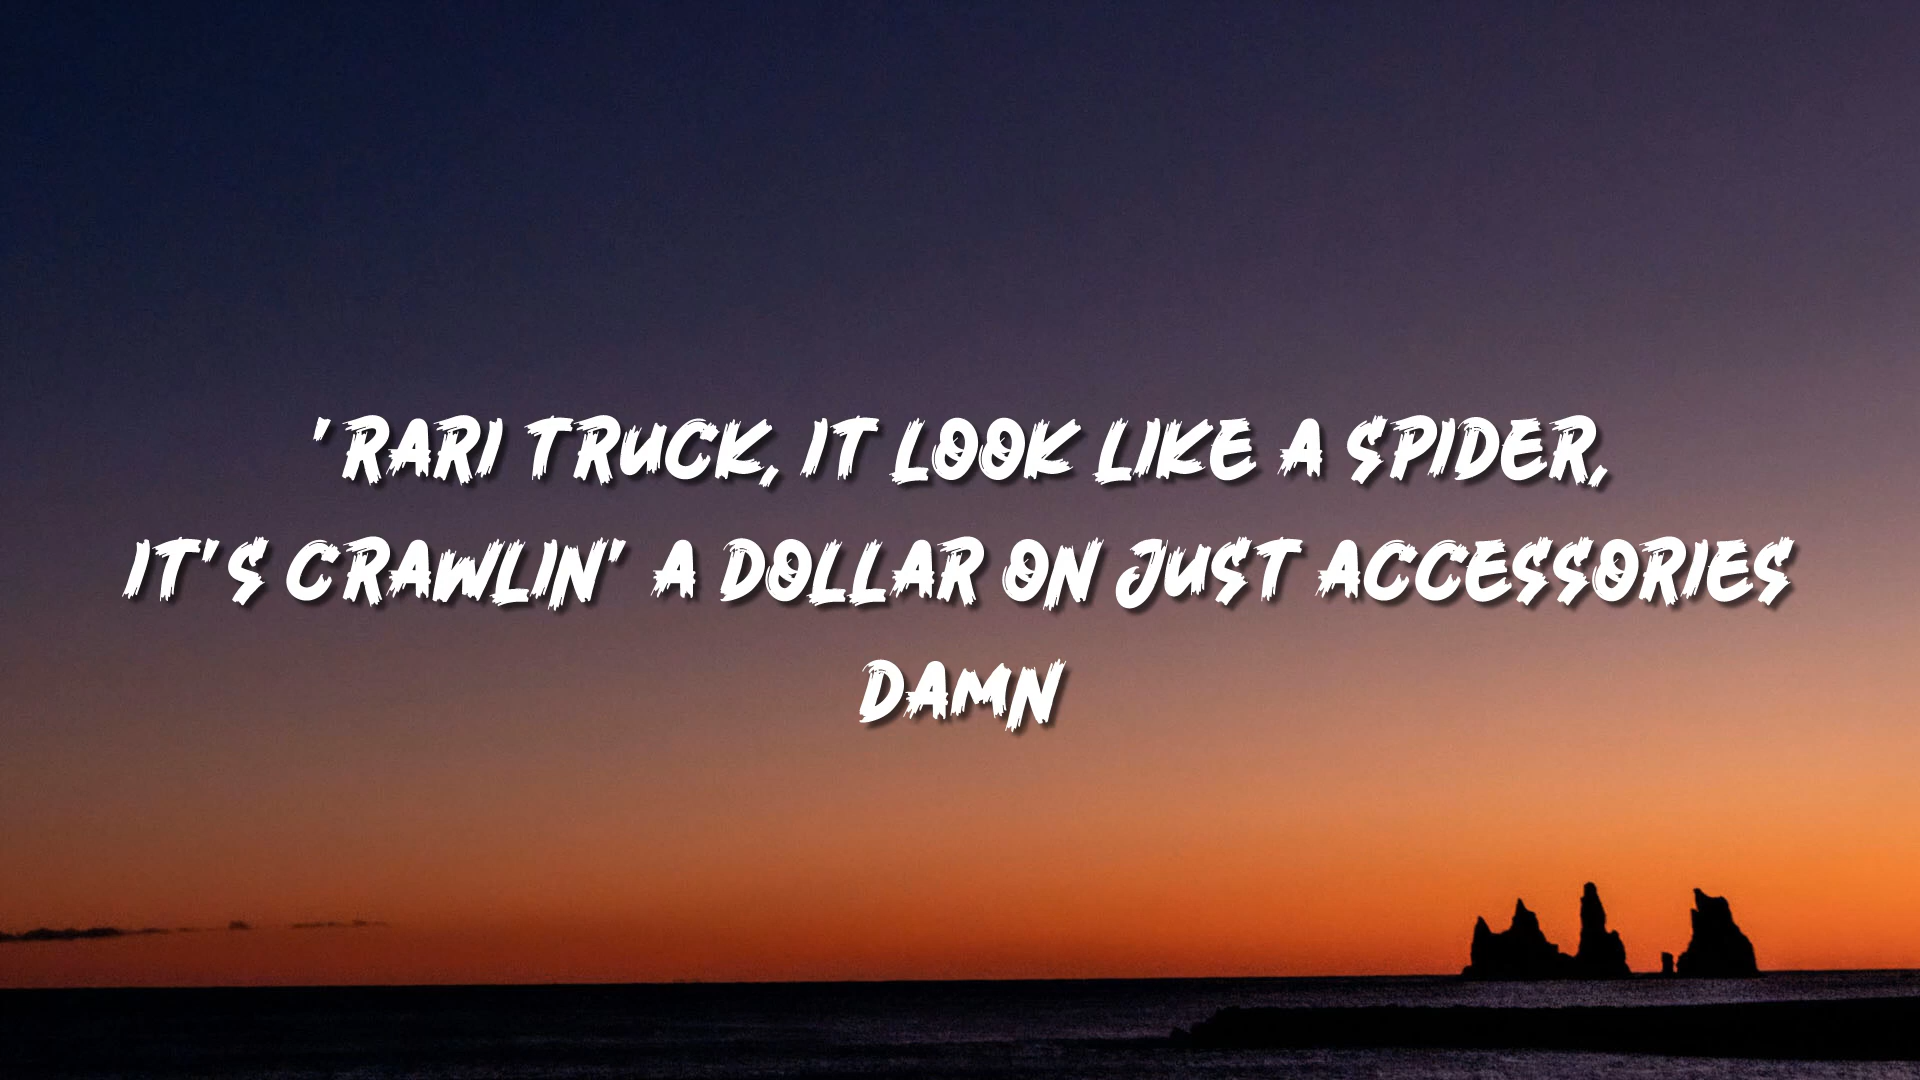 'RARI TRUCK, IT LOOK LIKE A SPIDER,
IT'S CRAWLIN' A DOLLAR ON JUST ACCESSORIES
DAMN